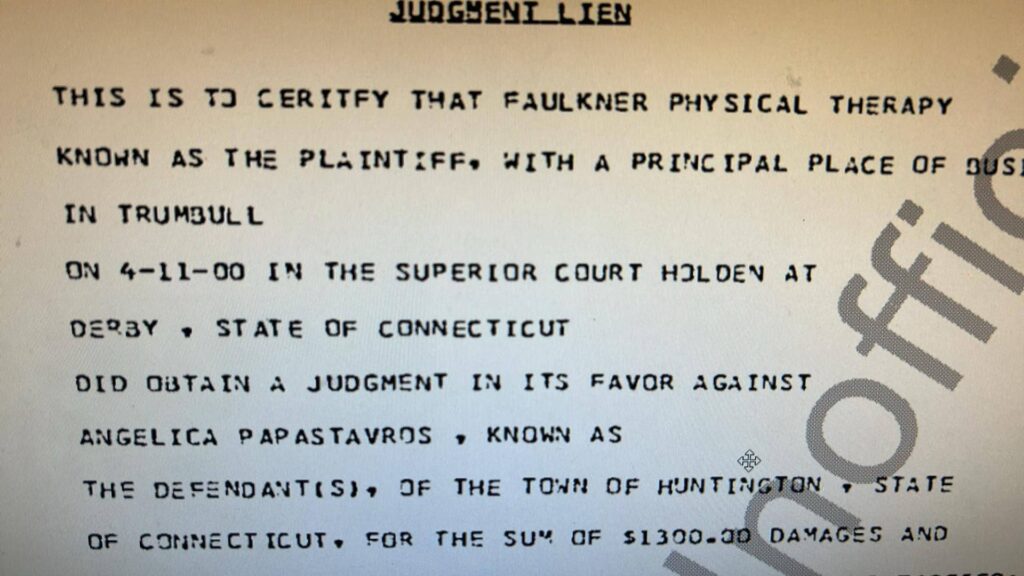 JUDGMENT LIEN
THIS IS TO CERITFY THAT FAULKNER PHYSICAL THERAPY
KNOWN AS THE PLAINTIFF, WITH A PRINCIPAL PLACE OF BUSI
IN TRUMBULL
ON 4-11-00 IN THE SUPERIOR COURT HOLDEN AT
DERBY , STATE OF CONNECTICUT
DID OBTAIN A JUDGMENT IN ITS FAVOR AGAINST
ANGELICA PAPASTAVROS , KNOWN AS
THE DEFENDANT(S), OF THE TOWN OF HUNTINGTON , STATE
OF CONNECTICUT, FOR THE SUM OF $1300.00 DAMAGES AND
Unoffi